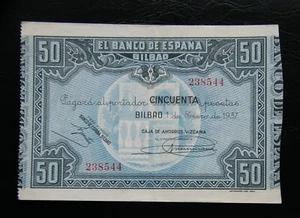 50 EL BANCO DE ESPAÑA 50
BILBAO
238544
Pagará al portador CINCUENTA pesetas
BILBAO 1 de Enero de 1937
CAJA DE AHORROS VIZCAINA
238544
50 50
BANCO DE ESPAÑA